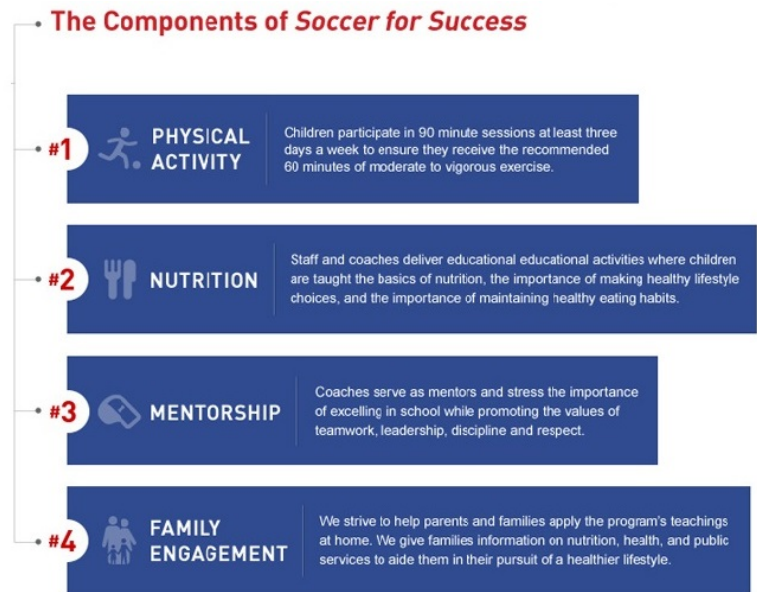 The Components of Soccer for Success
#1
PHYSICAL
ACTIVITY
Children participate in 90 minute sessions at least three
days a week to ensure they receive the recommended
60 minutes of moderate to vigorous exercise.
#2
NUTRITION
Staff and coaches deliver educational educational activities where children
are taught the basics of nutrition, the importance of making healthy lifestyle
choices, and the importance of maintaining healthy eating habits.
#3
MENTORSHIP
Coaches serve as mentors and stress the importance
of excelling in school while promoting the values of
teamwork, leadership, discipline and respect.
#4
FAMILY
ENGAGEMENT
We strive to help parents and families apply the program's teachings
at home. We give families information on nutrition, health, and public
services to aide them in their pursuit of a healthier lifestyle.